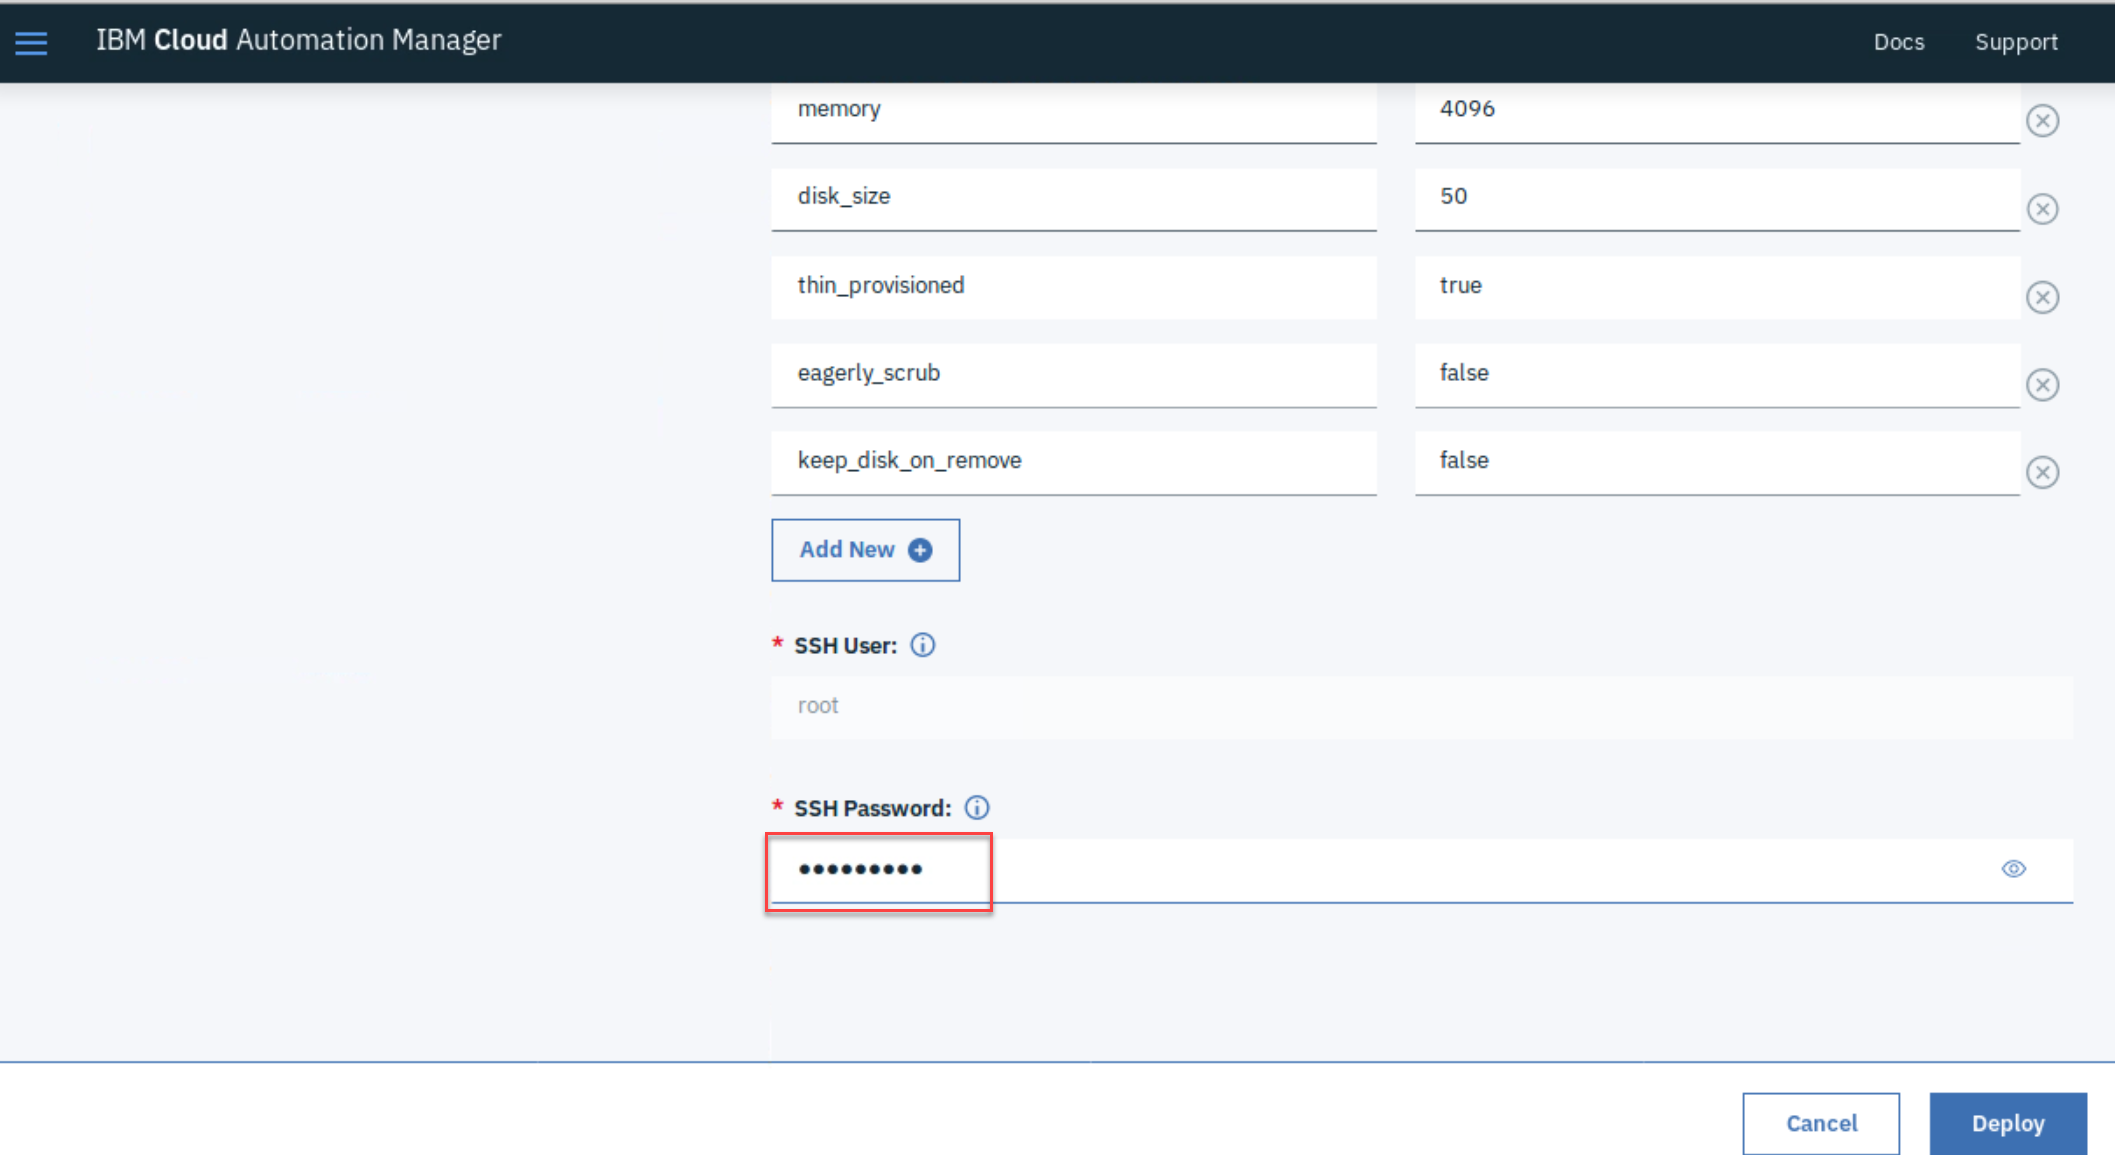 IBM Cloud Automation Manager
Docs Support
memory 4096
disk_size 50
thin_provisioned true
eagerly_scrub false
keep_disk_on_remove false
Add New
* SSH User:
root
* SSH Password:
•••••••••
Cancel Deploy